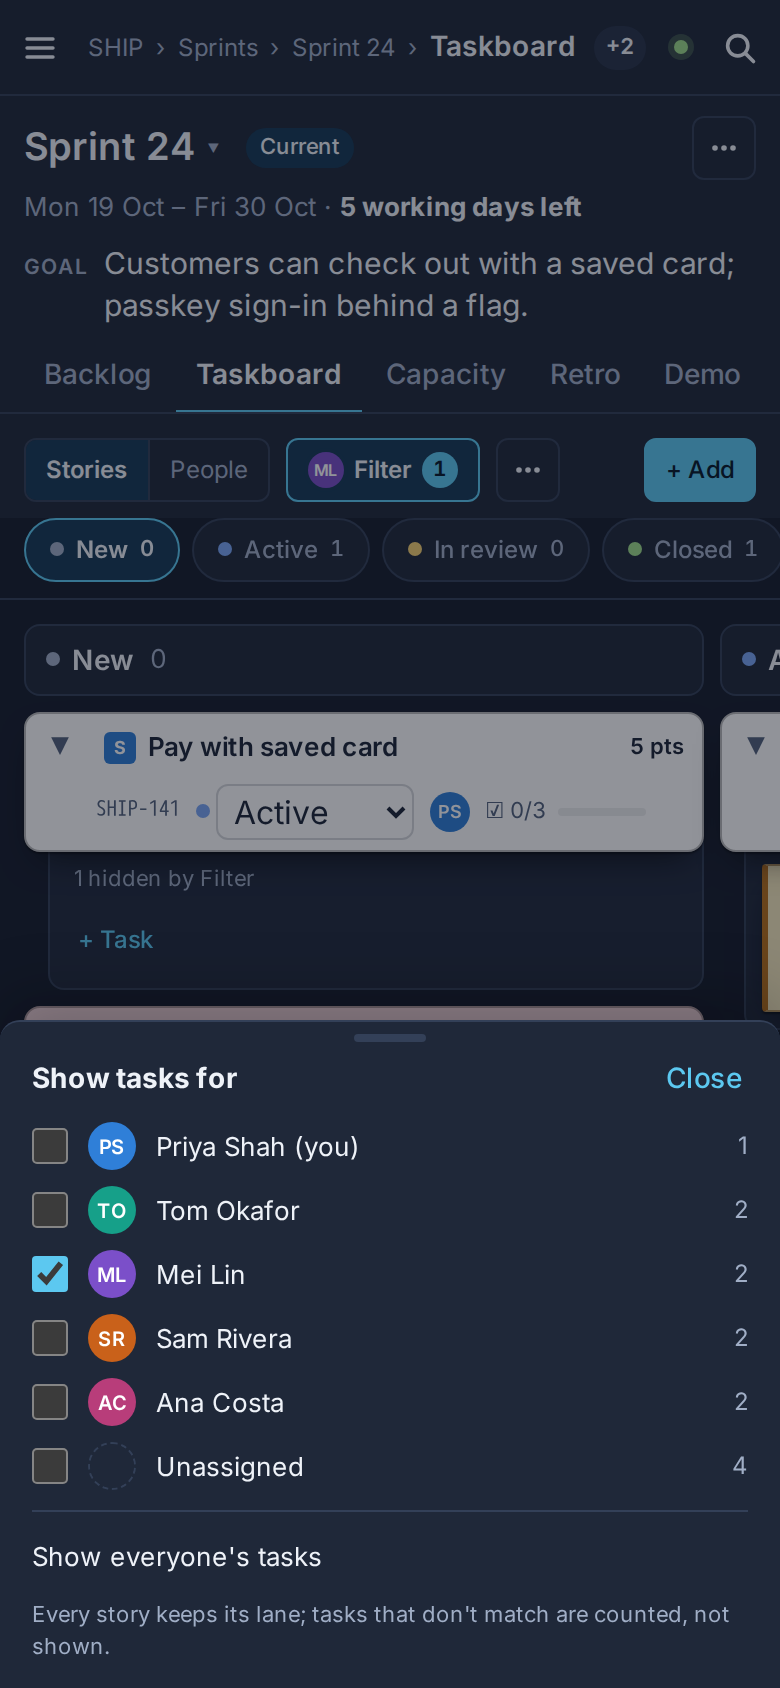 SHIP › Sprints › Sprint 24 › Taskboard +2
Sprint 24 ▾ Current •••
Mon 19 Oct – Fri 30 Oct · 5 working days left
GOAL Customers can check out with a saved card;
passkey sign-in behind a flag.
Backlog Taskboard Capacity Retro Demo
Stories People ML Filter 1 ••• + Add
New 0 Active 1 In review 0 Closed 1
New 0 A
▼ S Pay with saved card 5 pts ▼
SHIP-141 Active PS ☑ 0/3
1 hidden by Filter
+ Task
Show tasks for Close
PS Priya Shah (you) 1
TO Tom Okafor 2
ML Mei Lin 2
SR Sam Rivera 2
AC Ana Costa 2
Unassigned 4
Show everyone's tasks
Every story keeps its lane; tasks that don't match are counted, not
shown.